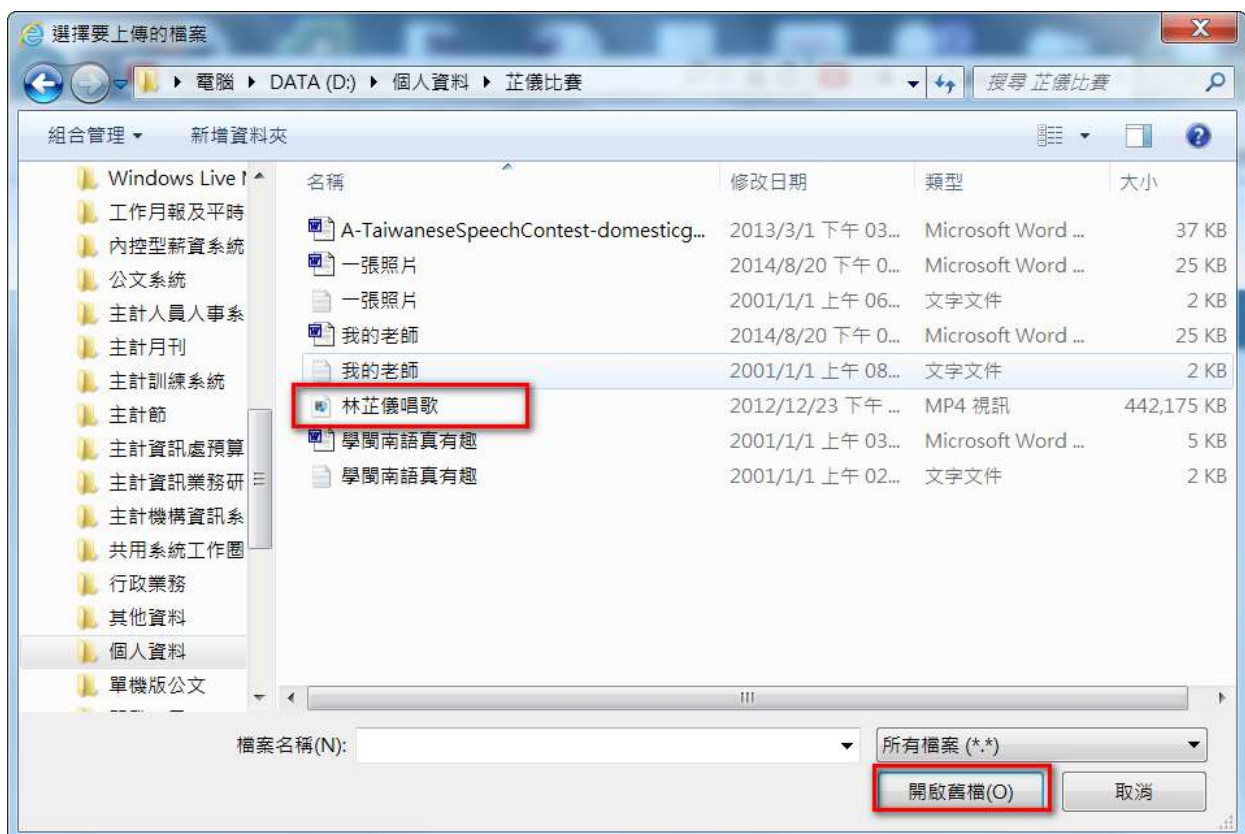 選擇要上傳的檔案
電腦 DATA (D:) 個人資料 芷儀比賽 搜尋 芷儀比賽
組合管理 新增資料夾
名稱 修改日期 類型 大小
Windows Live
工作月報及平時
內控型薪資系統
公文系統
主計人員人事系
主計月刊
主計訓練系統
主計節
主計資訊處預算
主計資訊業務研
主計機構資訊系
共用系統工作圈
行政業務
其他資料
個人資料
單機版公文
A-TaiwaneseSpeechContest-domesticg... 2013/3/1 下午 03... Microsoft Word ... 37 KB
一張照片 2014/8/20 下午 0... Microsoft Word ... 25 KB
一張照片 2001/1/1 上午 06... 文字文件 2 KB
我的老師 2014/8/20 下午 0... Microsoft Word ... 25 KB
我的老師 2001/1/1 上午 08... 文字文件 2 KB
林芷儀唱歌 2012/12/23 下午 ... MP4 視訊 442,175 KB
學閩南語真有趣 2001/1/1 上午 03... Microsoft Word ... 5 KB
學閩南語真有趣 2001/1/1 上午 02... 文字文件 2 KB
檔案名稱(N): 所有檔案 (*.*)
開啟舊檔(O) 取消